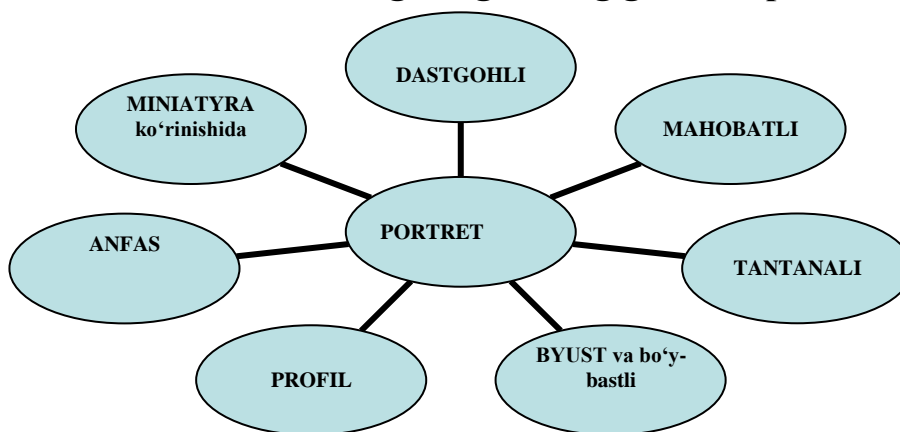 DASTGOHLI
MINIATYRA
ko‘rinishida
MAHOBATLI
PORTRET
ANFAS
TANTANALI
BYUST va bo‘y-
bastli
PROFIL